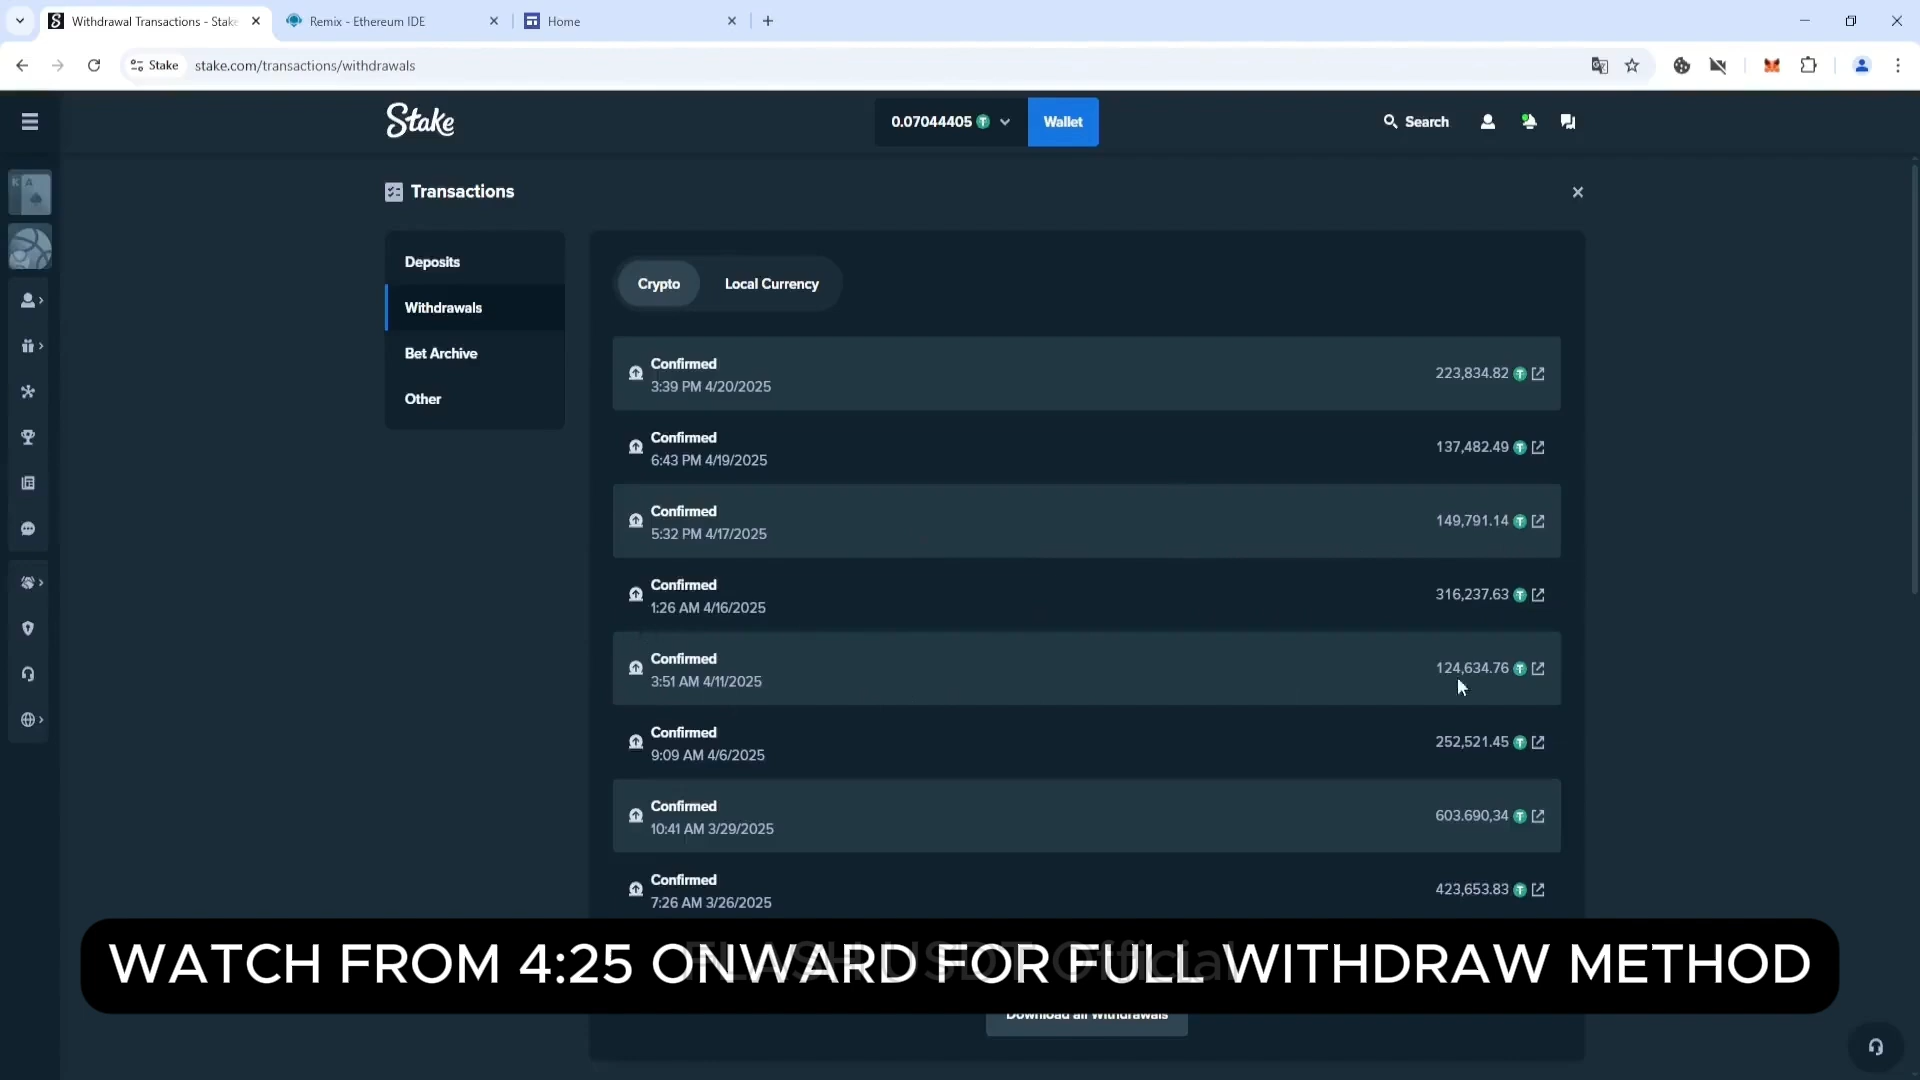 Withdrawal Transactions - Stake
Remix - Ethereum IDE
Home
Stake
stake.com/transactions/withdrawals
Stake
0.07044405
Wallet
Search
Transactions
Deposits
Withdrawals
Bet Archive
Other
Crypto
Local Currency
Confirmed
3:39 PM 4/20/2025
223,834.82
Confirmed
6:43 PM 4/19/2025
137,482.49
Confirmed
5:32 PM 4/17/2025
149,791.14
Confirmed
1:26 AM 4/16/2025
316,237.63
Confirmed
3:51 AM 4/11/2025
124,634.76
Confirmed
9:09 AM 4/6/2025
252,521.45
Confirmed
10:41 AM 3/29/2025
603.690,34
Confirmed
7:26 AM 3/26/2025
423,653.83
FLASH USDT Official
WATCH FROM 4:25 ONWARD FOR FULL WITHDRAW METHOD
Download all Withdrawals